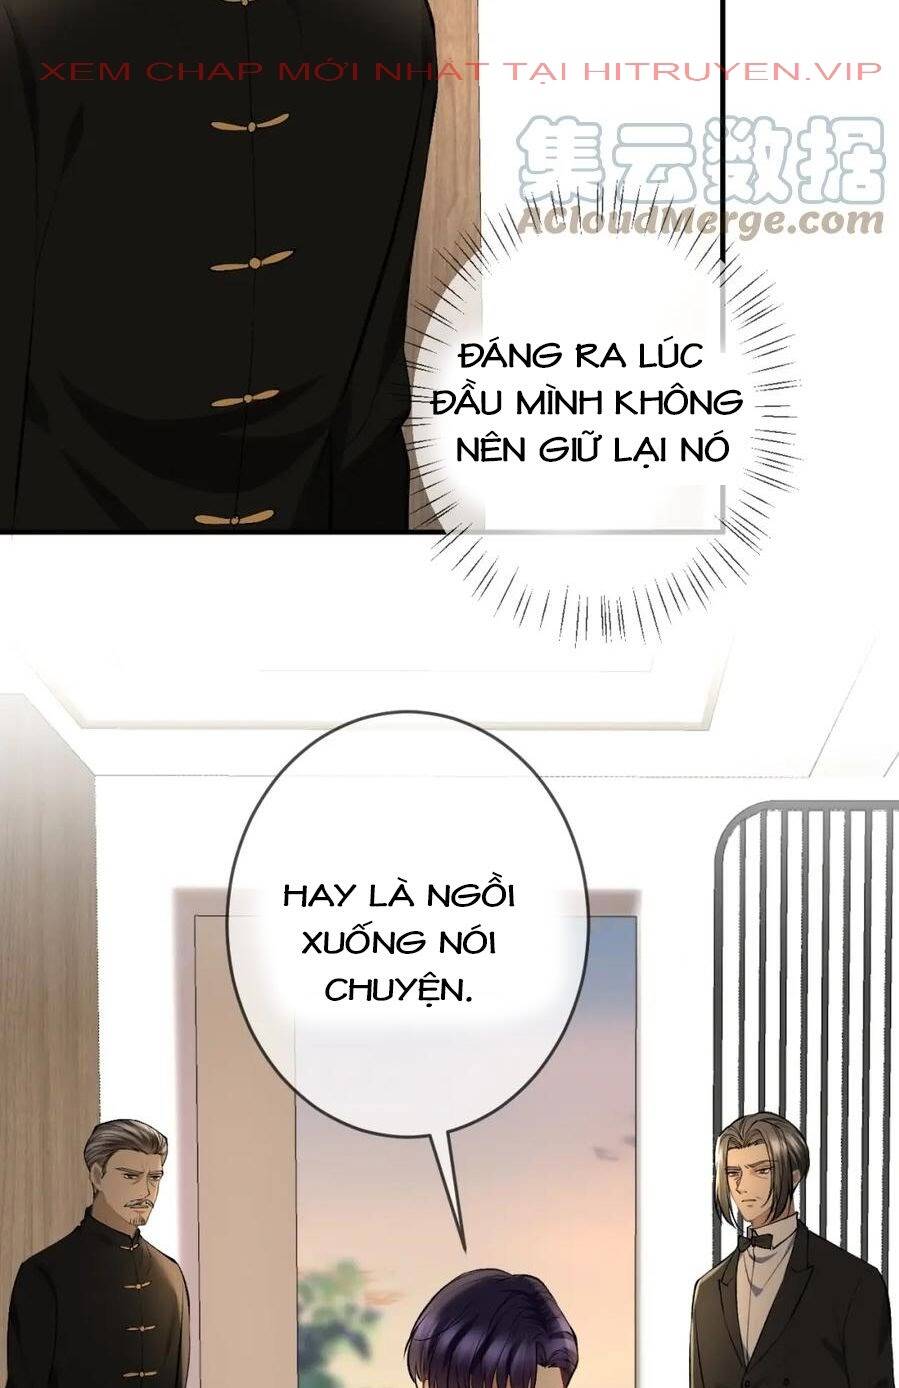 XEM CHAP MỚI NHẤT TẠI HITRUYEN.VIP
集云数据
ACloudMerge.com
ĐÁNG RA LÚC
ĐẦU MÌNH KHÔNG
NÊN GIỮ LẠI NÓ
HAY LÀ NGỒI
XUỐNG NÓI
CHUYỆN.